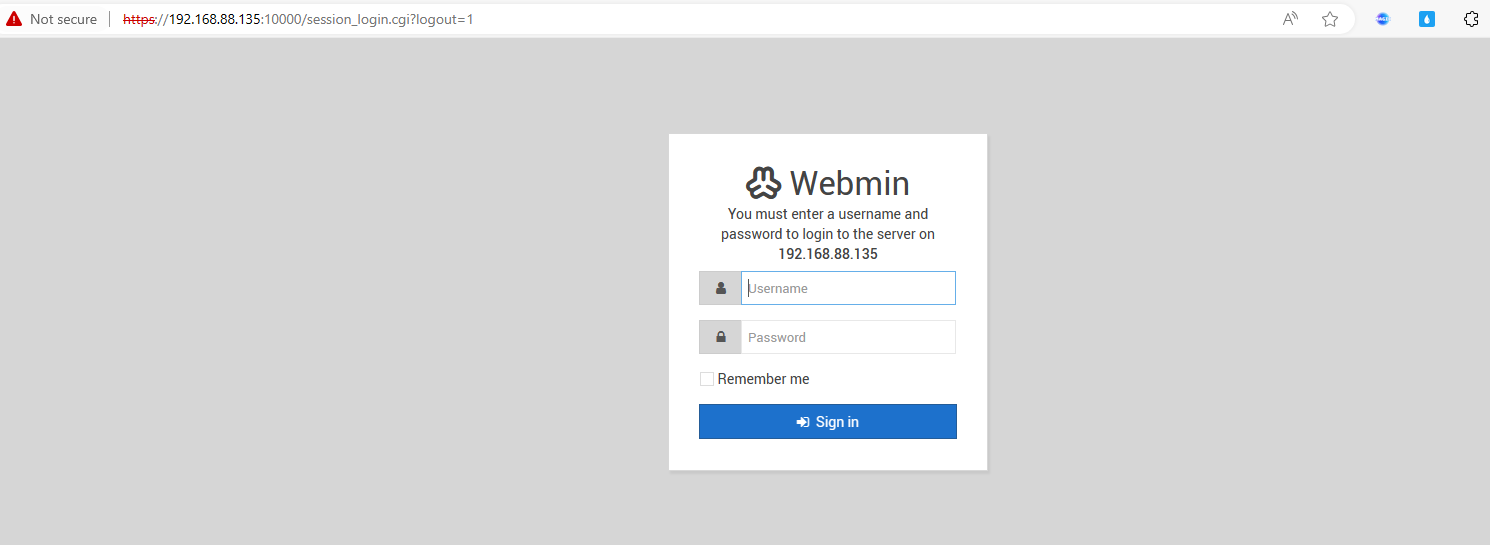 Not secure https://192.168.88.135:10000/session_login.cgi?logout=1
Webmin
You must enter a username and
password to login to the server on
192.168.88.135
Username
Password
Remember me
Sign in